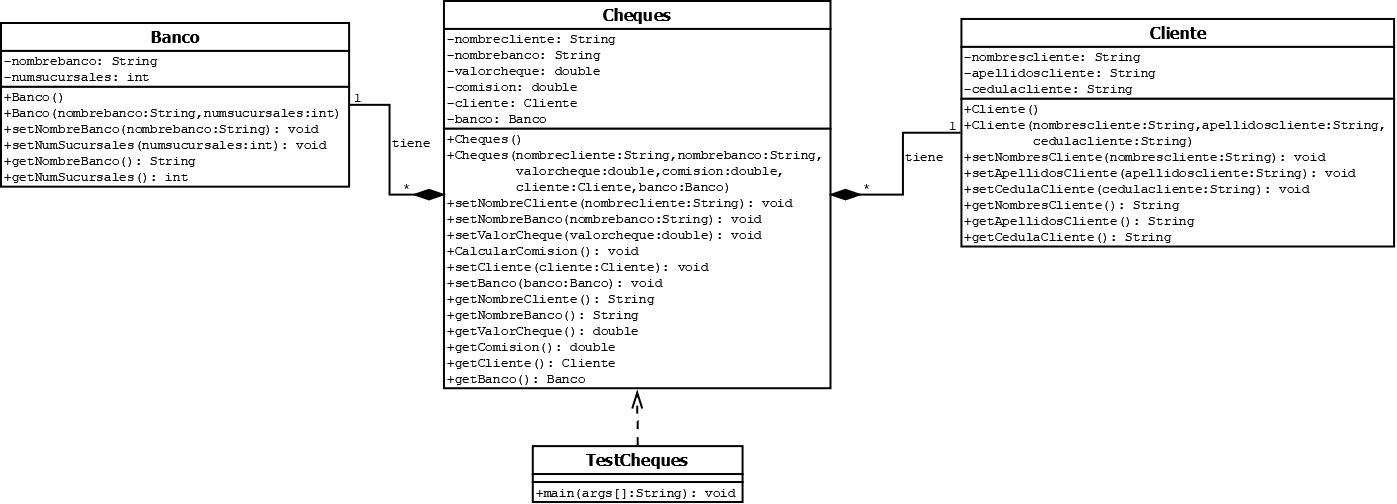 Banco
-nombrebanco: String
-numsucursales: int
+Banco()
+Banco(nombrebanco:String,numsucursales:int)
+setNombreBanco(nombrebanco:String): void
+setNumSucursales(numsucursales:int): void
+getNombreBanco(): String
+getNumSucursales(): int
1
tiene
*
Cheques
-nombrecliente: String
-nombrebanco: String
-valorcheque: double
-comision: double
-cliente: Cliente
-banco: Banco
+Cheques()
+Cheques(nombrecliente:String,nombrebanco:String,
valorcheque:double,comision:double,
cliente:Cliente,banco:Banco)
+setNombreCliente(nombrecliente:String): void
+setNombreBanco(nombrebanco:String): void
+setValorCheque(valorcheque:double): void
+CalcularComision(): void
+setCliente(cliente:Cliente): void
+setBanco(banco:Banco): void
+getNombreCliente(): String
+getNombreBanco(): String
+getValorCheque(): double
+getComision(): double
+getCliente(): Cliente
+getBanco(): Banco
1
tiene
*
Cliente
-nombrescliente: String
-apellidoscliente: String
-cedulacliente: String
+Cliente()
+Cliente(nombrescliente:String,apellidoscliente:String,
cedulacliente:String)
+setNombresCliente(nombrescliente:String): void
+setApellidosCliente(apellidoscliente:String): void
+setCedulaCliente(cedulacliente:String): void
+getNombresCliente(): String
+getApellidosCliente(): String
+getCedulaCliente(): String
TestCheques
+main(args[]:String): void